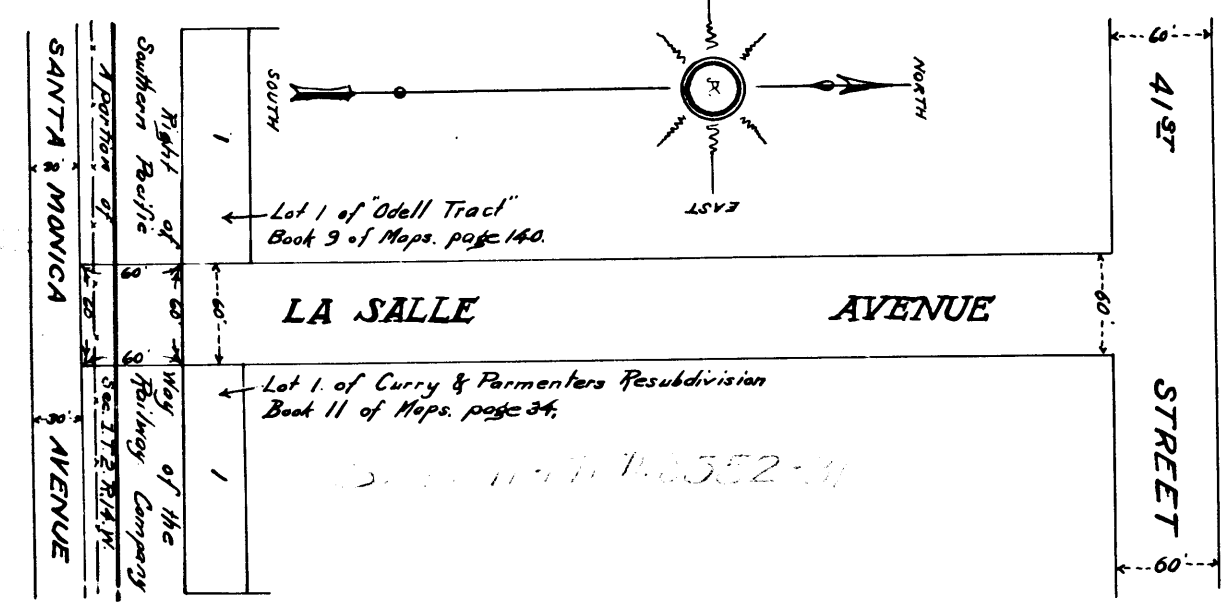 SANTA MONICA AVENUE
30'
30'
A portion of Sec. 1. T. 2. R. 14. W.
Right of Way of the
Southern Pacific Railway Company
60'
60'
60'
60'
1
1
SOUTH
NORTH
EAST
Lot 1 of "Odell Tract"
Book 9 of Maps. page 140.
60'
LA SALLE AVENUE
60'
Lot 1. of Curry & Parmenters Resubdivision
Book 11 of Maps. page 34.
60'
41ST STREET
60'